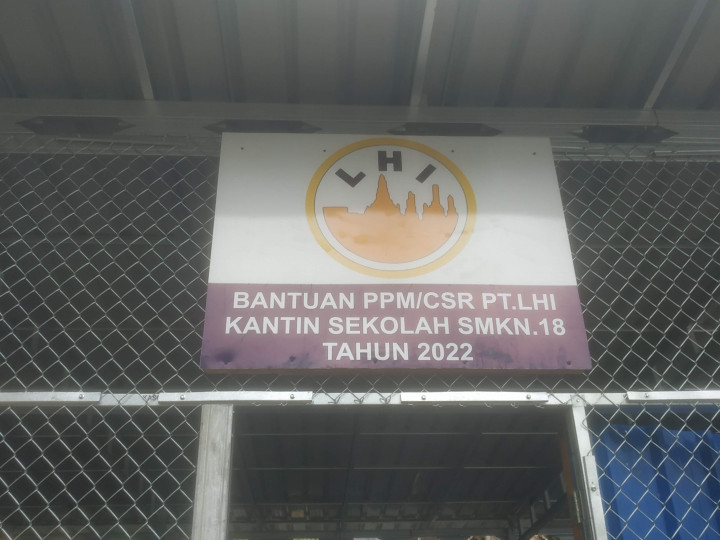 LHI
BANTUAN PPM/CSR PT.LHI
KANTIN SEKOLAH SMKN.18
TAHUN 2022